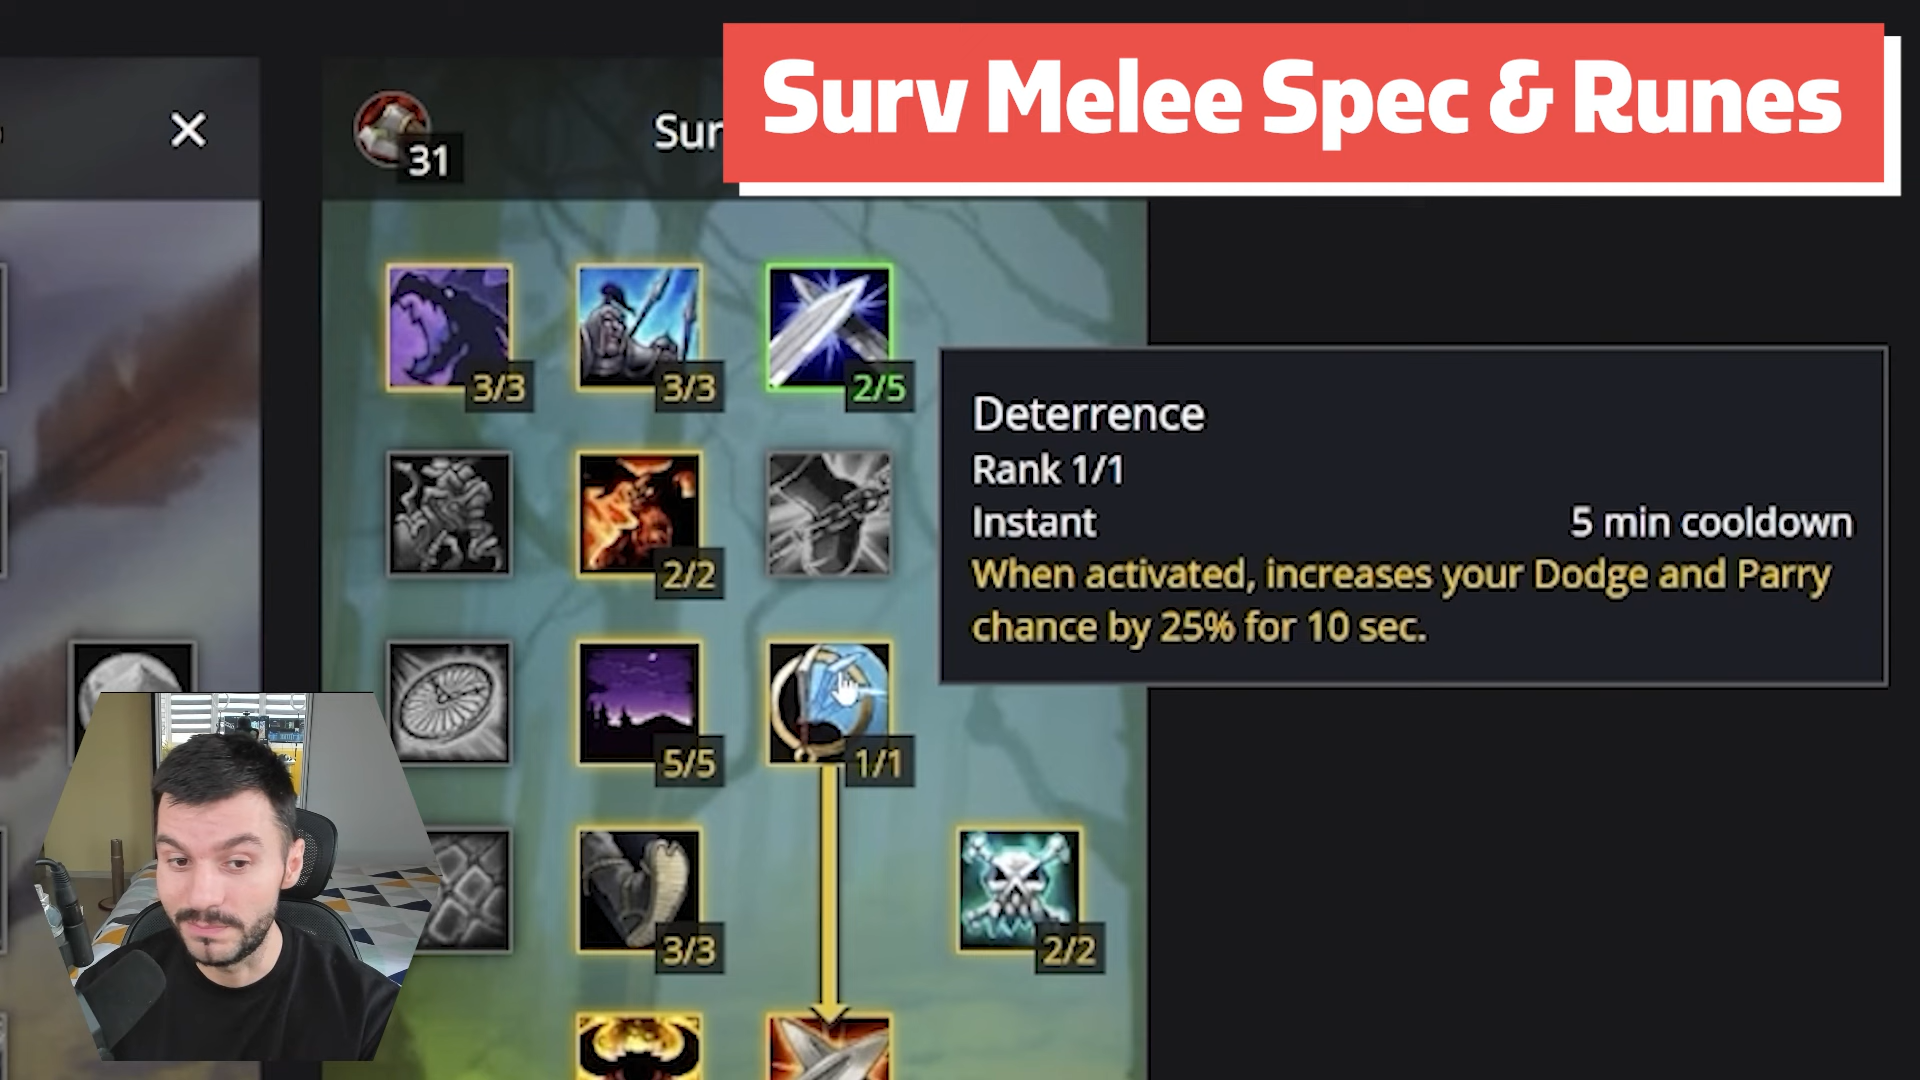 Surv Melee Spec & Runes
31
Sur
3/3
3/3
2/5
Deterrence
Rank 1/1
Instant
5 min cooldown
When activated, increases your Dodge and Parry
chance by 25% for 10 sec.
2/2
5/5
1/1
3/3
2/2